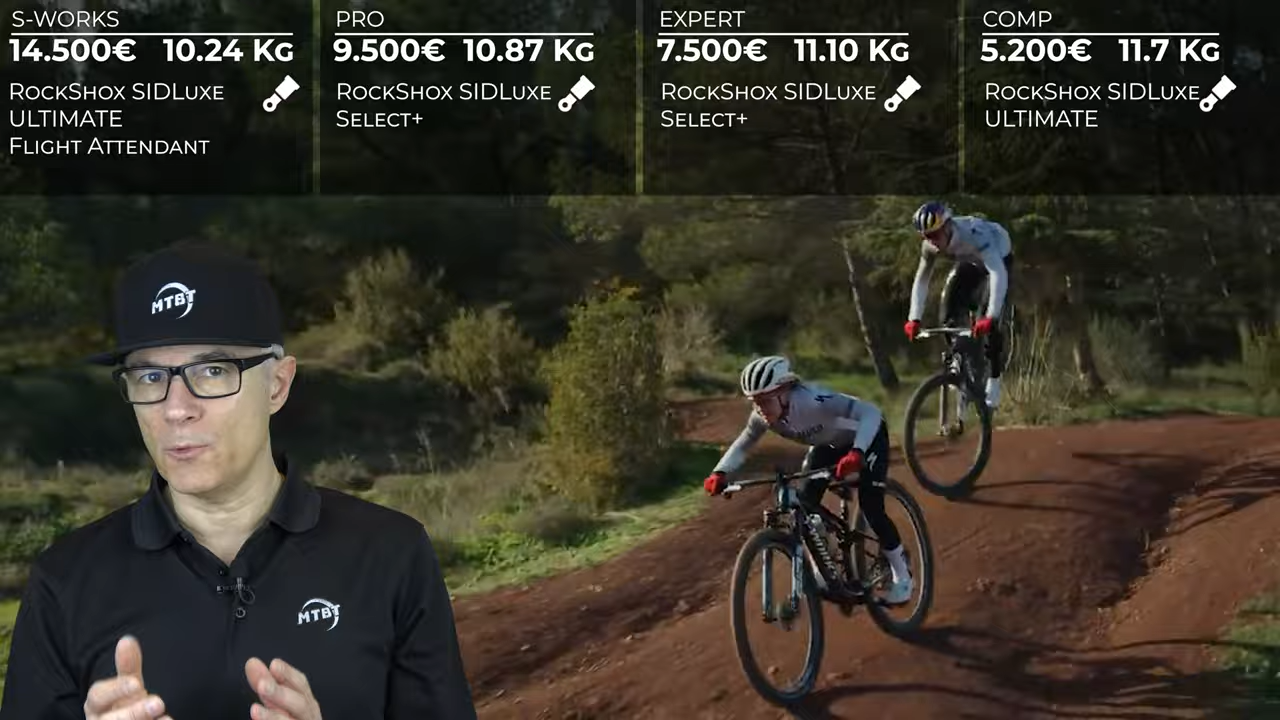 S-WORKS
14.500€ 10.24 KG
ROCKSHOX SIDLUXE
ULTIMATE
FLIGHT ATTENDANT
PRO
9.500€ 10.87 KG
ROCKSHOX SIDLUXE
SELECT+
EXPERT
7.500€ 11.10 KG
ROCKSHOX SIDLUXE
SELECT+
COMP
5.200€ 11.7 KG
ROCKSHOX SIDLUXE
ULTIMATE
MTBT
MTBT